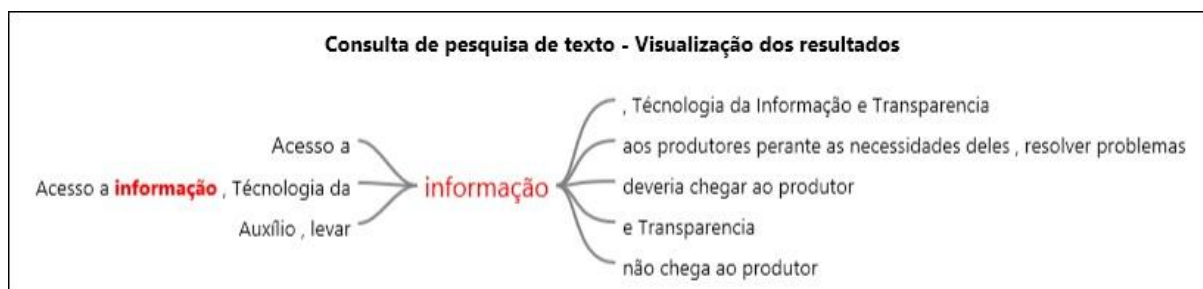 Consulta de pesquisa de texto - Visualização dos resultados
Acesso a
Acesso a informação , Técnologia da
Auxílio , levar
informação
, Técnologia da Informação e Transparencia
aos produtores perante as necessidades deles , resolver problemas
deveria chegar ao produtor
e Transparencia
não chega ao produtor